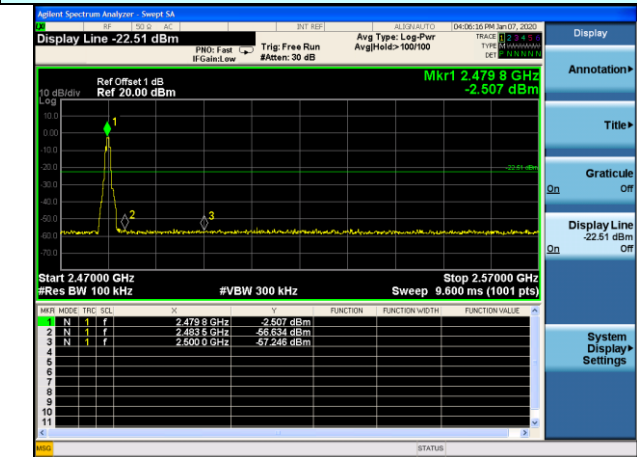 Agilent Spectrum Analyzer - Swept SA
RF 50 Ω AC INT REF ALIGNAUTO 04:06:16 PM Jan 07, 2020
Display Line -22.51 dBm
Avg Type: Log-Pwr
TRACE 1 2 3 4 5 6
PNO: Fast
Trig: Free Run
Avg|Hold>100/100
TYPE MWWWWW
IFGain:Low
#Atten: 30 dB
DET P N N N N N
Ref Offset 1 dB
Mkr1 2.479 8 GHz
10 dB/div Ref 20.00 dBm
-2.507 dBm
Log
10.0
0.00
-10.0
-20.0
-30.0
-40.0
-50.0
-60.0
-70.0
1
2
3
-22.51 dBm
Start 2.47000 GHz
Stop 2.57000 GHz
#Res BW 100 kHz
#VBW 300 kHz
Sweep 9.600 ms (1001 pts)
MKR MODE TRC SCL X Y FUNCTION FUNCTION WIDTH FUNCTION VALUE
1 N 1 f 2.479 8 GHz -2.507 dBm
2 N 1 f 2.483 5 GHz -56.634 dBm
3 N 1 f 2.500 0 GHz -57.246 dBm
4
5
6
7
8
9
10
11
MSG
STATUS
Display
Annotation
Title
Graticule
On Off
Display Line
-22.51 dBm
On Off
System
Display
Settings